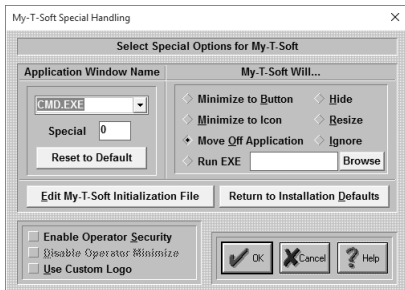 My-T-Soft Special Handling
Select Special Options for My-T-Soft
Application Window Name
CMD.EXE
Special 0
Reset to Default
My-T-Soft Will...
Minimize to Button
Hide
Minimize to Icon
Resize
Move Off Application
Ignore
Run EXE
Browse
Edit My-T-Soft Initialization File
Return to Installation Defaults
Enable Operator Security
Disable Operator Minimize
Use Custom Logo
OK
Cancel
Help